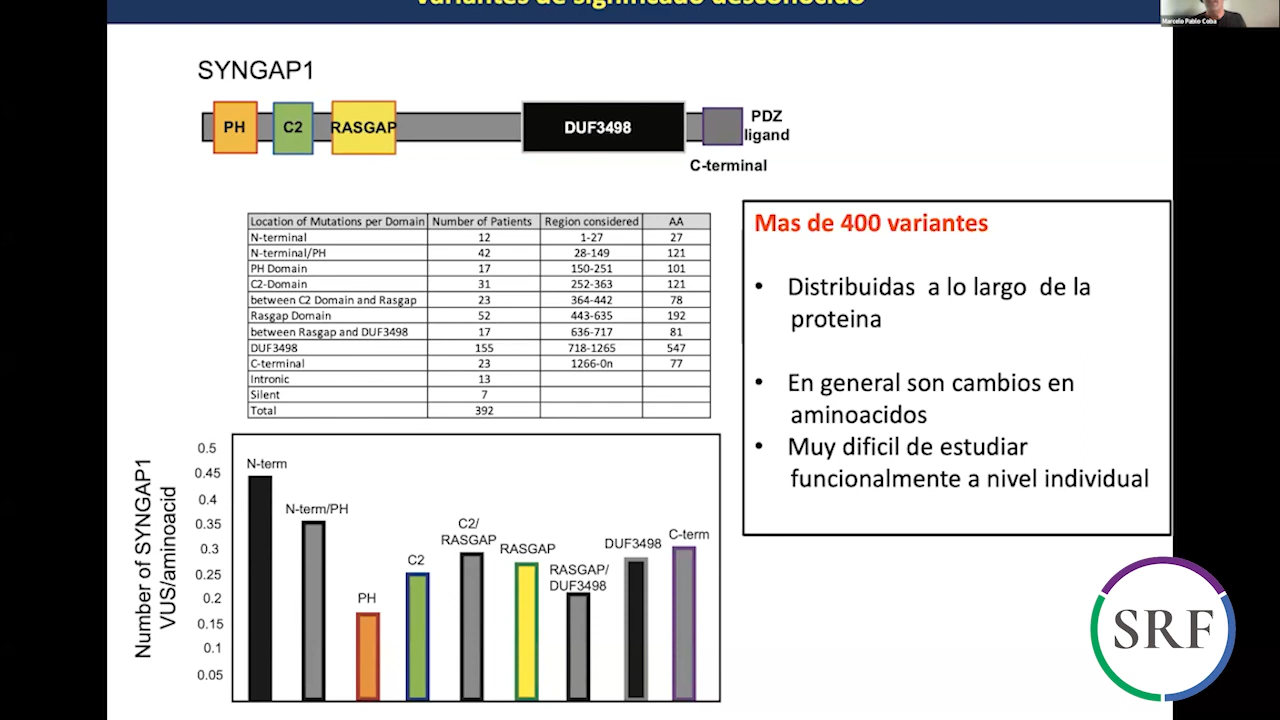 variantes de significado desconocido
Marcelo Pablo Coba
SYNGAP1
PH C2 RASGAP DUF3498 PDZ ligand
C-terminal
Location of Mutations per Domain Number of Patients Region considered AA
N-terminal 12 1-27 27
N-terminal/PH 42 28-149 121
PH Domain 17 150-251 101
C2-Domain 31 252-363 121
between C2 Domain and Rasgap 23 364-442 78
Rasgap Domain 52 443-635 192
between Rasgap and DUF3498 17 636-717 81
DUF3498 155 718-1265 547
C-terminal 23 1266-0n 77
Intronic 13
Silent 7
Total 392
Mas de 400 variantes
• Distribuidas a lo largo de la
proteina
• En general son cambios en
aminoacidos
• Muy dificil de estudiar
funcionalmente a nivel individual
Number of SYNGAP1
VUS/aminoacid
0.5
0.45
0.4
0.35
0.3
0.25
0.2
0.15
0.1
0.05
N-term
N-term/PH
PH
C2
C2/
RASGAP
RASGAP
RASGAP/
DUF3498
DUF3498
C-term
SRF